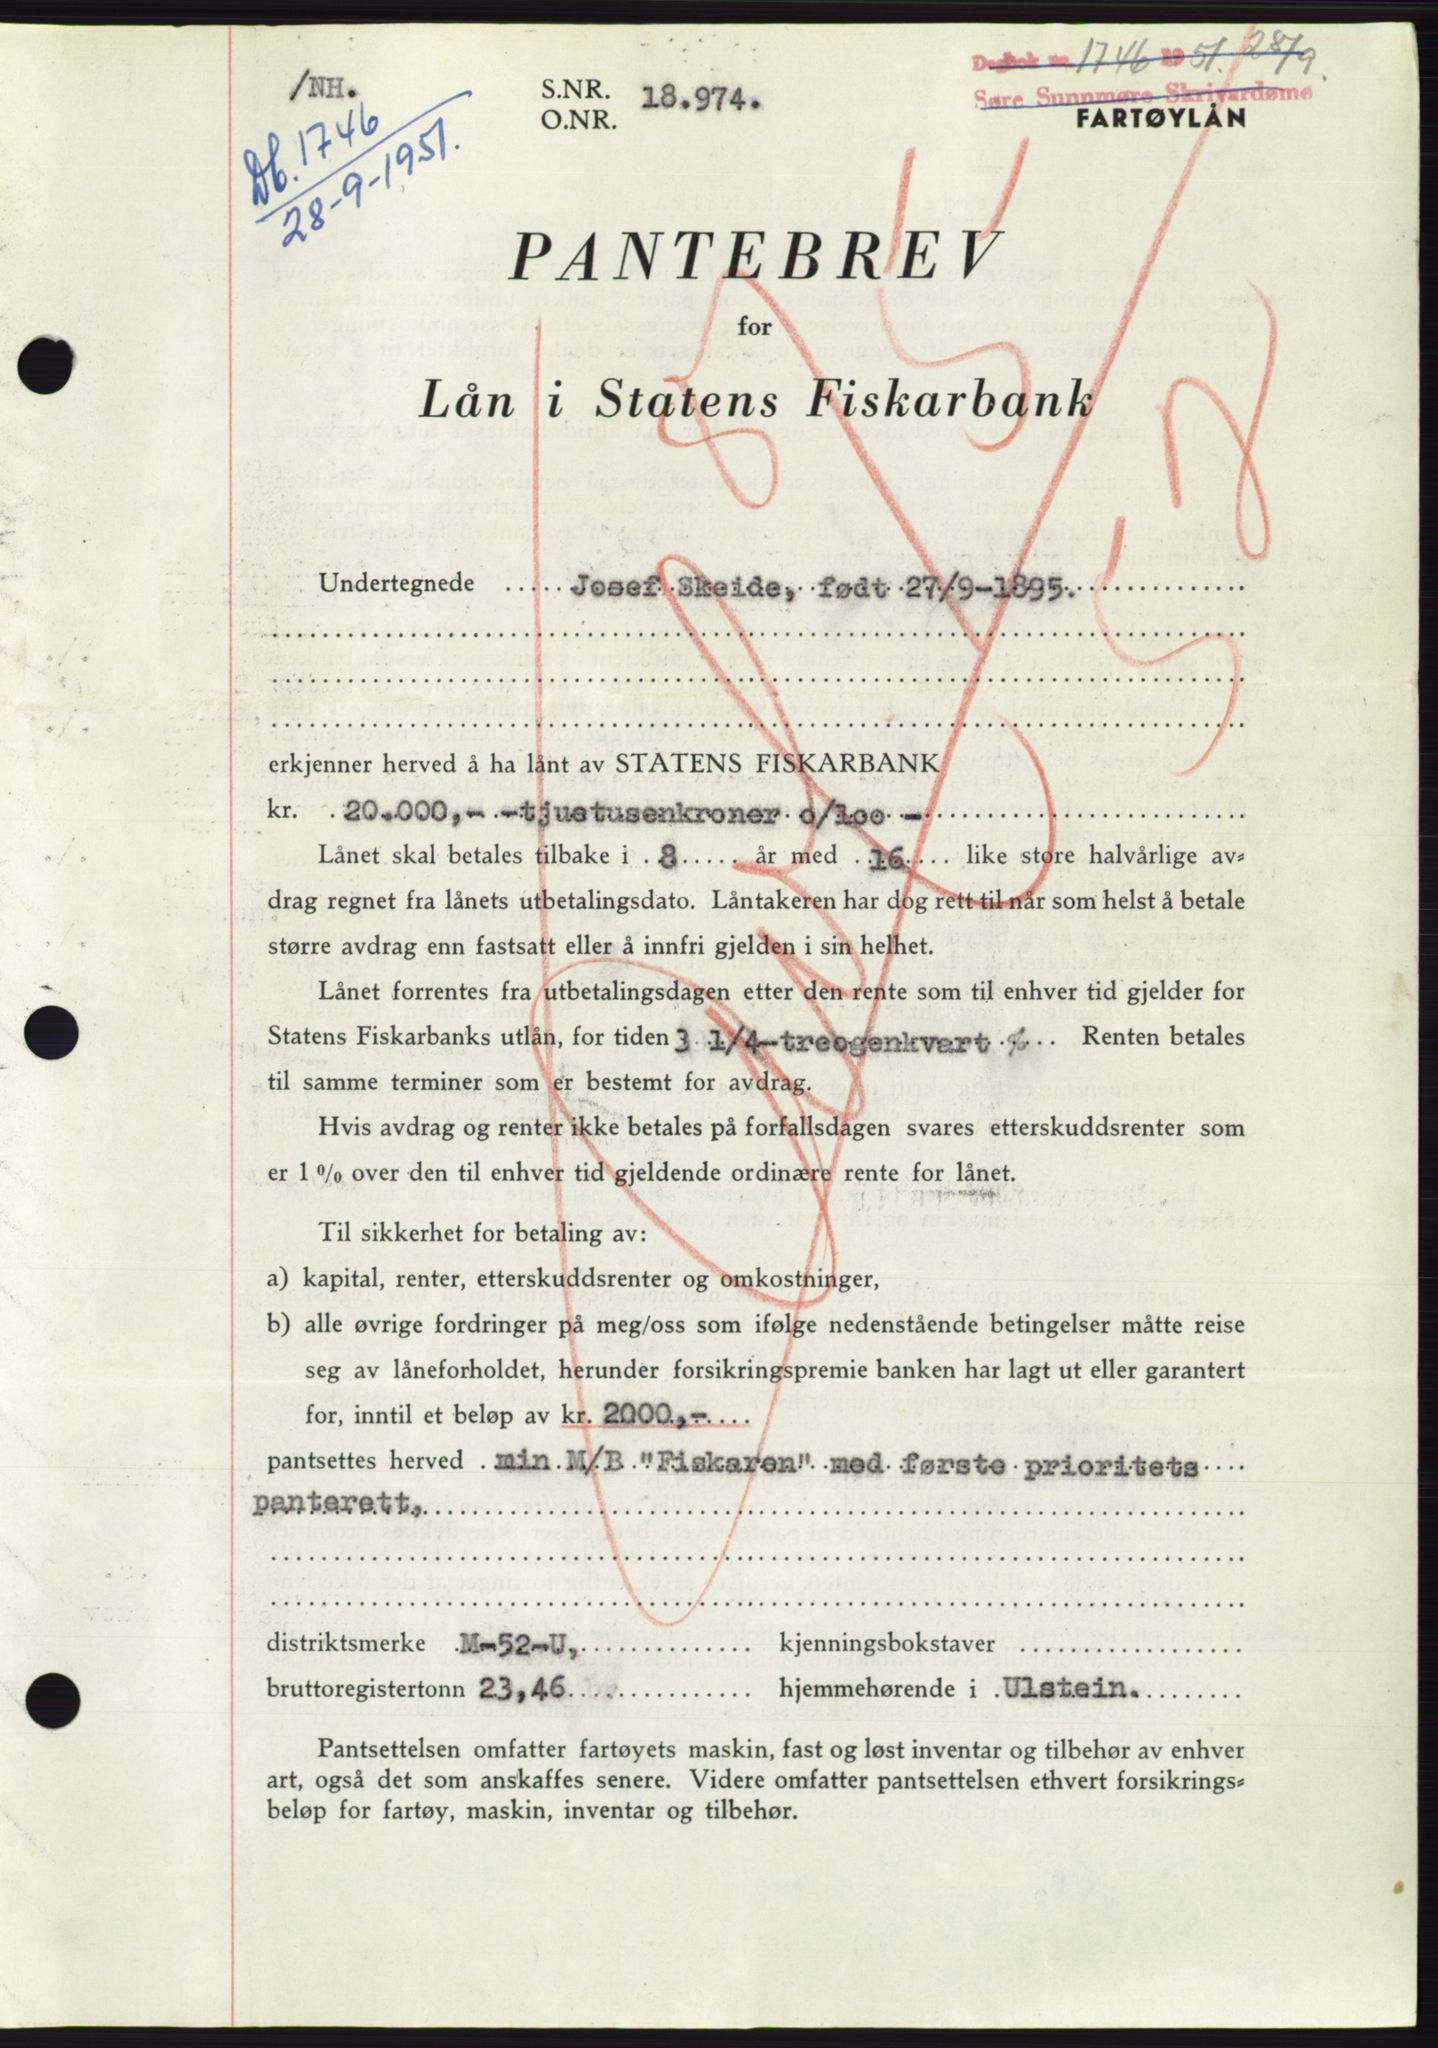 /NH.
S.NR. 18.974.
O.NR.
Dagbok nr. 1746 1951. 28/9.
Søre Sunnmøre Skrivardøme
FARTØYLÅN
Db. 1746
28-9-1951.
PANTEBREV
for
Lån i Statens Fiskarbank
Undertegnede Josef Skeide, født 27/9-1895.
erkjenner herved å ha lånt av STATENS FISKARBANK
kr. 20.000,- -tjuetusenkroner o/loo -
Lånet skal betales tilbake i 8 år med 16 like store halvårlige av=
drag regnet fra lånets utbetalingsdato. Låntakeren har dog rett til når som helst å betale
større avdrag enn fastsatt eller å innfri gjelden i sin helhet.
Lånet forrentes fra utbetalingsdagen etter den rente som til enhver tid gjelder for
Statens Fiskarbanks utlån, for tiden 3 1/4-treogenkvart % Renten betales
til samme terminer som er bestemt for avdrag.
Hvis avdrag og renter ikke betales på forfallsdagen svares etterskuddsrenter som
er 1 % over den til enhver tid gjeldende ordinære rente for lånet.
Til sikkerhet for betaling av:
a) kapital, renter, etterskuddsrenter og omkostninger,
b) alle øvrige fordringer på meg/oss som ifølge nedenstående betingelser måtte reise
seg av låneforholdet, herunder forsikringspremie banken har lagt ut eller garantert
for, inntil et beløp av kr. 2000,-
pantsettes herved min M/B "Fiskaren" med første prioritets
panterett,
distriktsmerke M-52-U, kjenningsbokstaver
bruttoregistertonn 23,46 hjemmehørende i Ulstein.
Pantsettelsen omfatter fartøyets maskin, fast og løst inventar og tilbehør av enhver
art, også det som anskaffes senere. Videre omfatter pantsettelsen ethvert forsikrings=
beløp for fartøy, maskin, inventar og tilbehør.